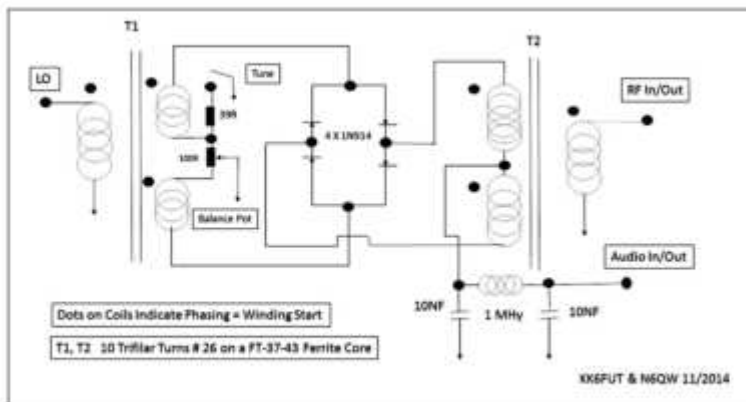 T1
T2
LO
Tune
RF In/Out
39R
4 X 1N914
100R
Balance Pot
Audio In/Out
10NF
1 MHy
10NF
Dots on Coils Indicate Phasing = Winding Start
T1, T2 10 Trifilar Turns # 26 on a FT-37-43 Ferrite Core
KK6FUT & N6QW 11/2014